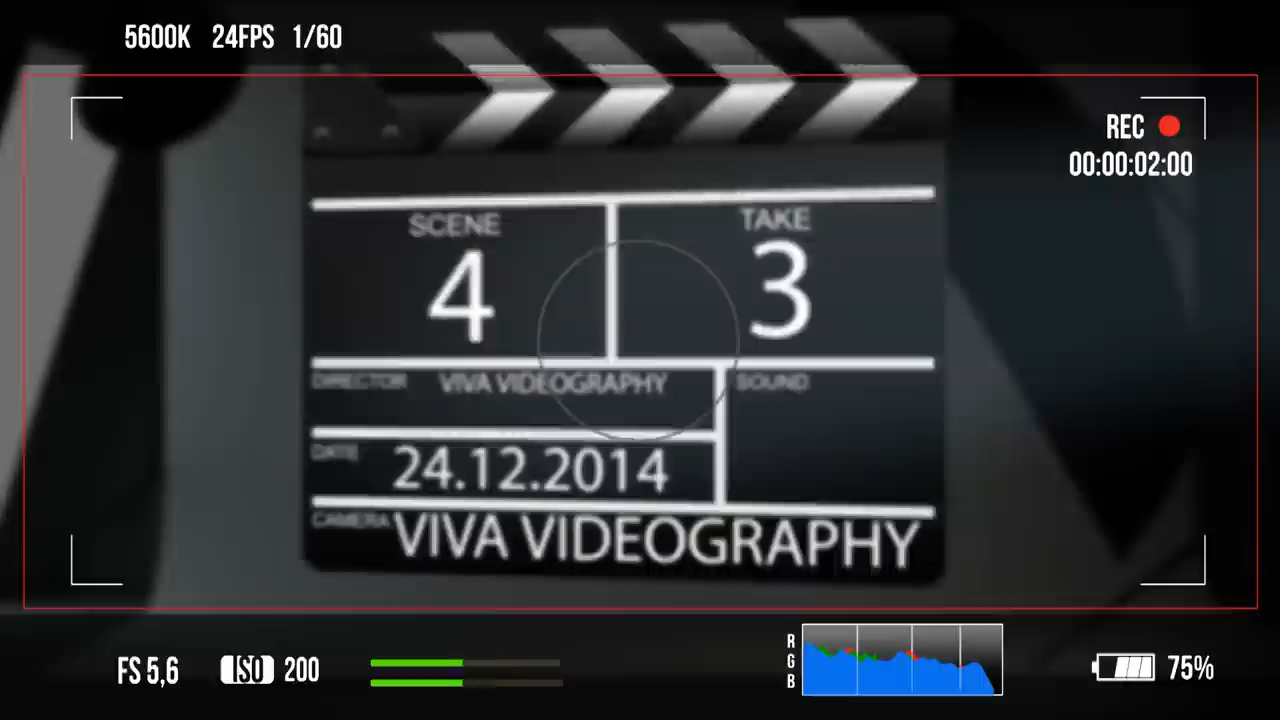 5600K 24FPS 1/60
REC
00:00:02:00
SCENE TAKE
4 3
DIRECTOR VIVA VIDEOGRAPHY SOUND
DATE 24.12.2014
CAMERA VIVA VIDEOGRAPHY
R
G
B
FS 5,6 ISO 200 75%